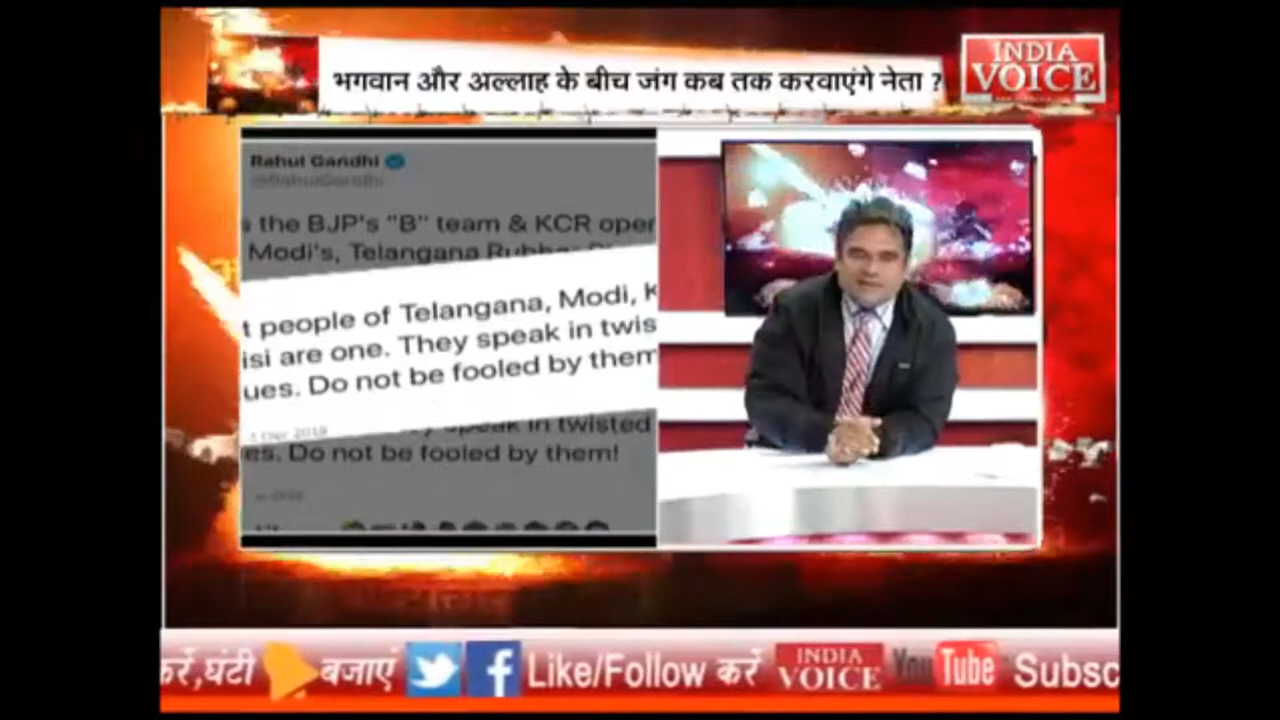 भगवान और अल्लाह के बीच जंग कब तक करवाएंगे नेता ?
INDIA
VOICE
Rahul Gandhi
the BJP's "B" team & KCR oper
Modi's, Telangana
t people of Telangana, Modi, K
isi are one. They speak in twis
ues. Do not be fooled by them
speak in twisted
es. Do not be fooled by them!
करें,घंटी बजाएं Like/Follow करें INDIA VOICE YouTube Subsc